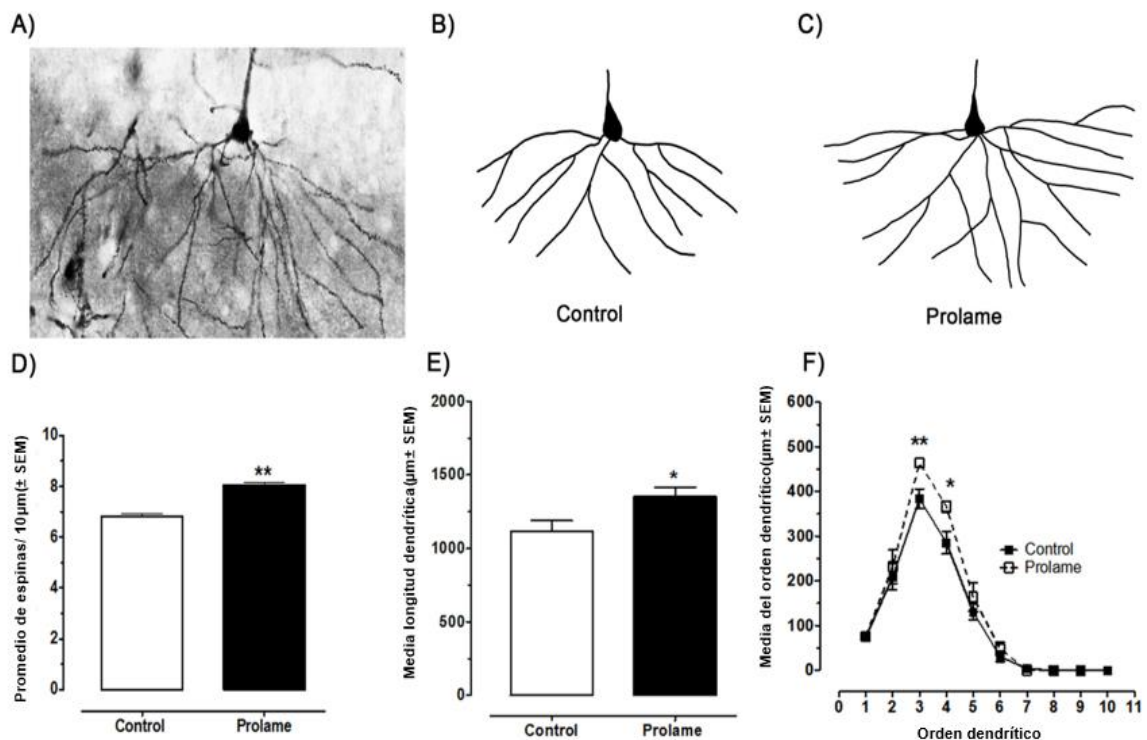 A)
B)
C)
Control
Prolame
D)
Promedio de espinas/ 10µm(± SEM)
10
8
6
4
2
0
**
Control
Prolame
E)
Media longitud dendrítica(µm± SEM)
2000
1500
1000
500
0
*
Control
Prolame
F)
Media del orden dendrítico(µm± SEM)
600
500
400
300
200
100
0
**
*
Control
Prolame
0 1 2 3 4 5 6 7 8 9 10 11
Orden dendrítico